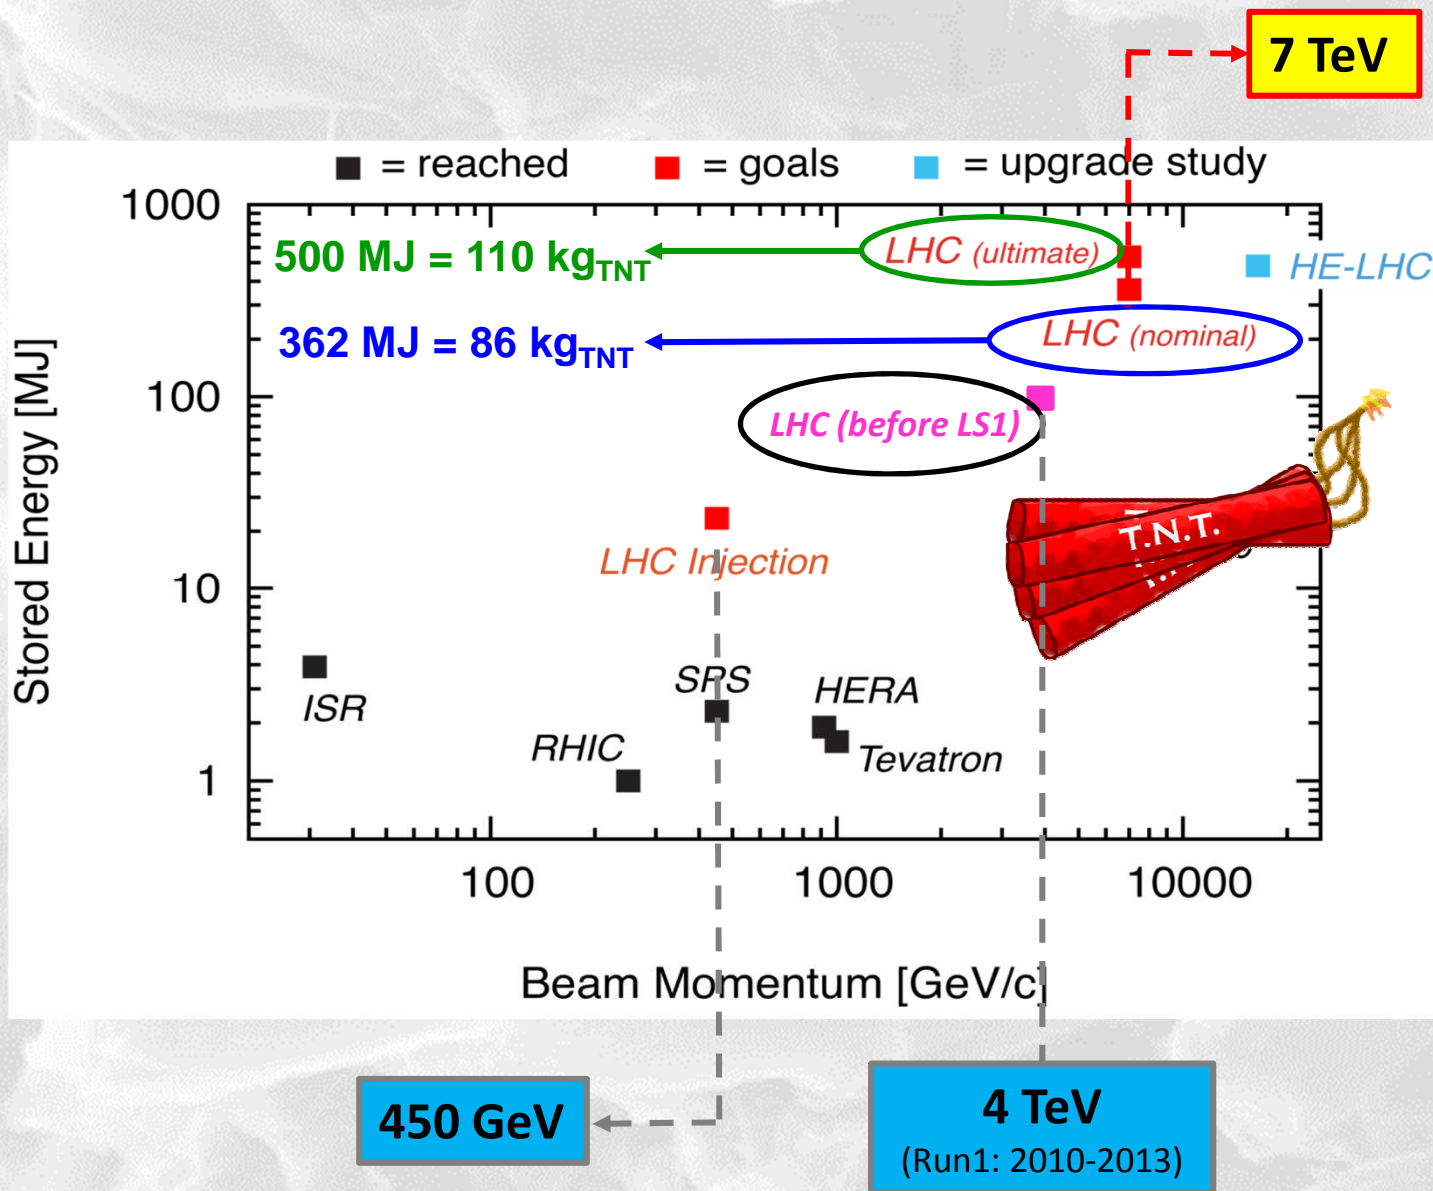 7 TeV
= reached = goals = upgrade study
1000
500 MJ = 110 kgTNT
LHC (ultimate)
HE-LHC
362 MJ = 86 kgTNT
LHC (nominal)
Stored Energy [MJ]
100
LHC (before LS1)
T.N.T.
LHC Injection
10
SPS
HERA
ISR
RHIC
Tevatron
1
100 1000 10000
Beam Momentum [GeV/c]
450 GeV
4 TeV
(Run1: 2010-2013)